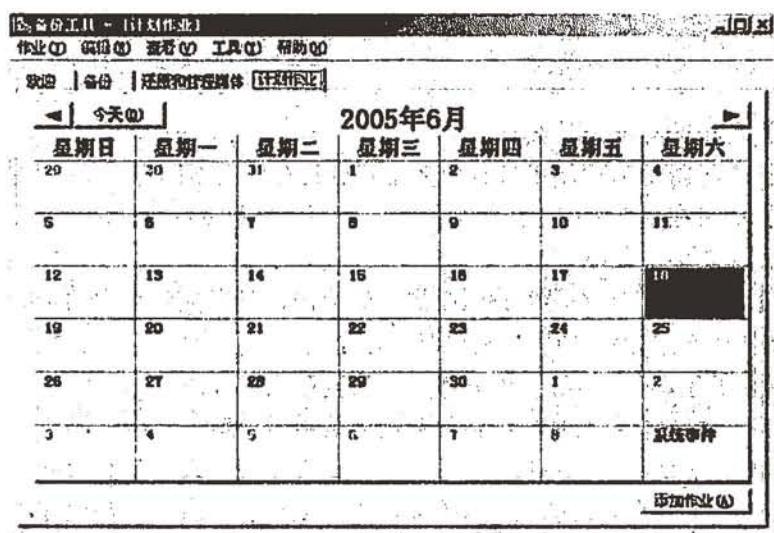 备份工具 - [计划作业]
作业(J) 编辑(E) 查看(V) 工具(T) 帮助(H)
欢迎 备份 还原和管理媒体 计划作业
今天(D) 2005年6月
星期日 星期一 星期二 星期三 星期四 星期五 星期六
29 30 31 1 2 3 4
5 6 7 8 9 10 11
12 13 14 15 16 17 18
19 20 21 22 23 24 25
26 27 28 29 30 1 2
3 4 5 6 7 8 系统事件
添加作业(A)